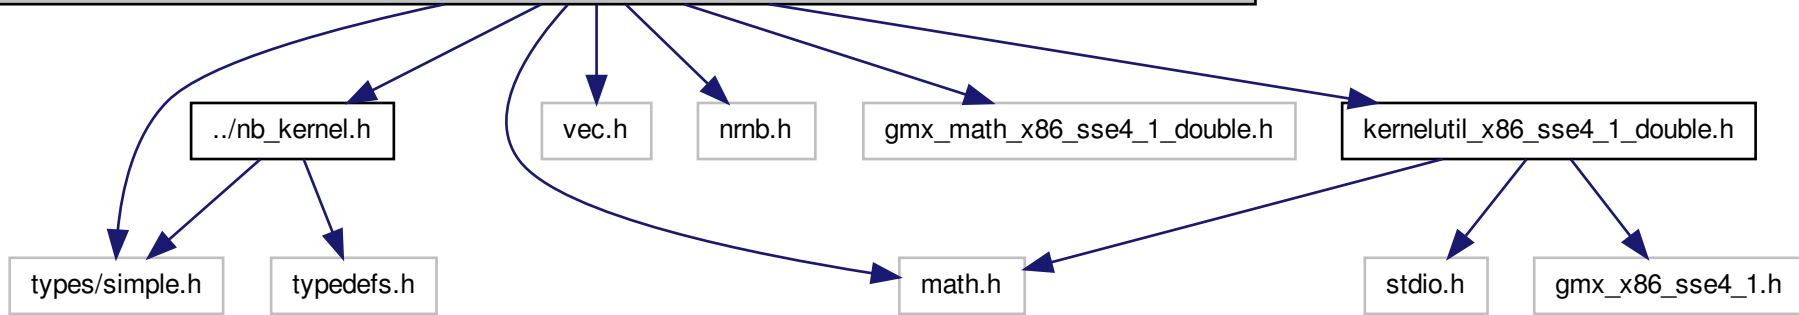 ../nb_kernel.h
vec.h
nrnb.h
gmx_math_x86_sse4_1_double.h
kernelutil_x86_sse4_1_double.h
types/simple.h
typedefs.h
math.h
stdio.h
gmx_x86_sse4_1.h